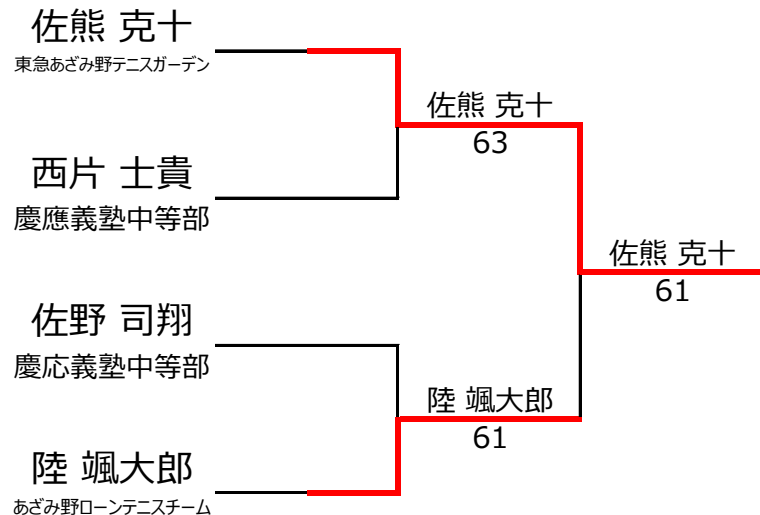 佐熊 克十
東急あざみ野テニスガーデン
佐熊 克十
63
西片 士貴
慶應義塾中等部
佐熊 克十
61
佐野 司翔
慶応義塾中等部
陸 颯大郎
61
陸 颯大郎
あざみ野ローンテニスチーム